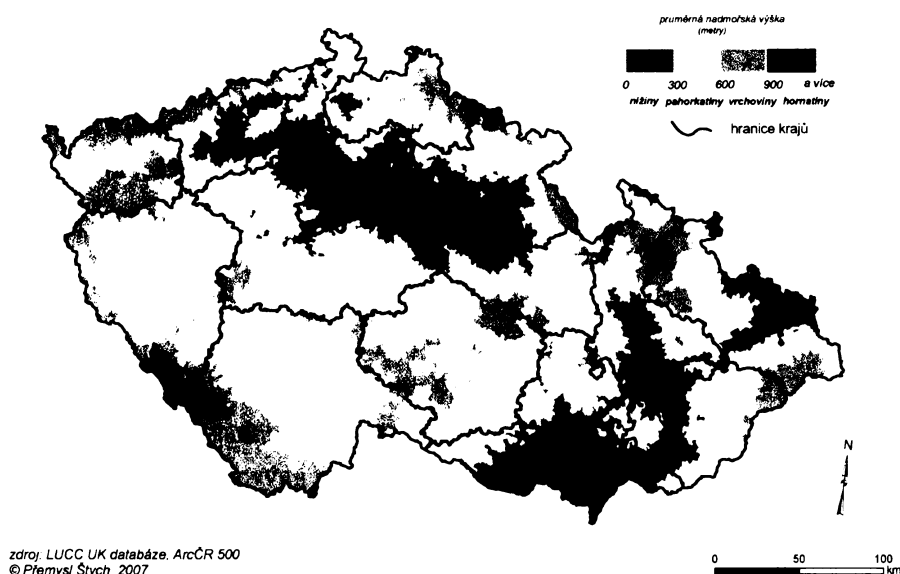 průměrná nadmořská výška
(metry)
0 300 600 900 a více
nížiny pahorkatiny vrchoviny hornatiny
hranice krajů
N
zdroj: LUCC UK databáze, ArcČR 500
© Přemysl Štych, 2007
0 50 100
km